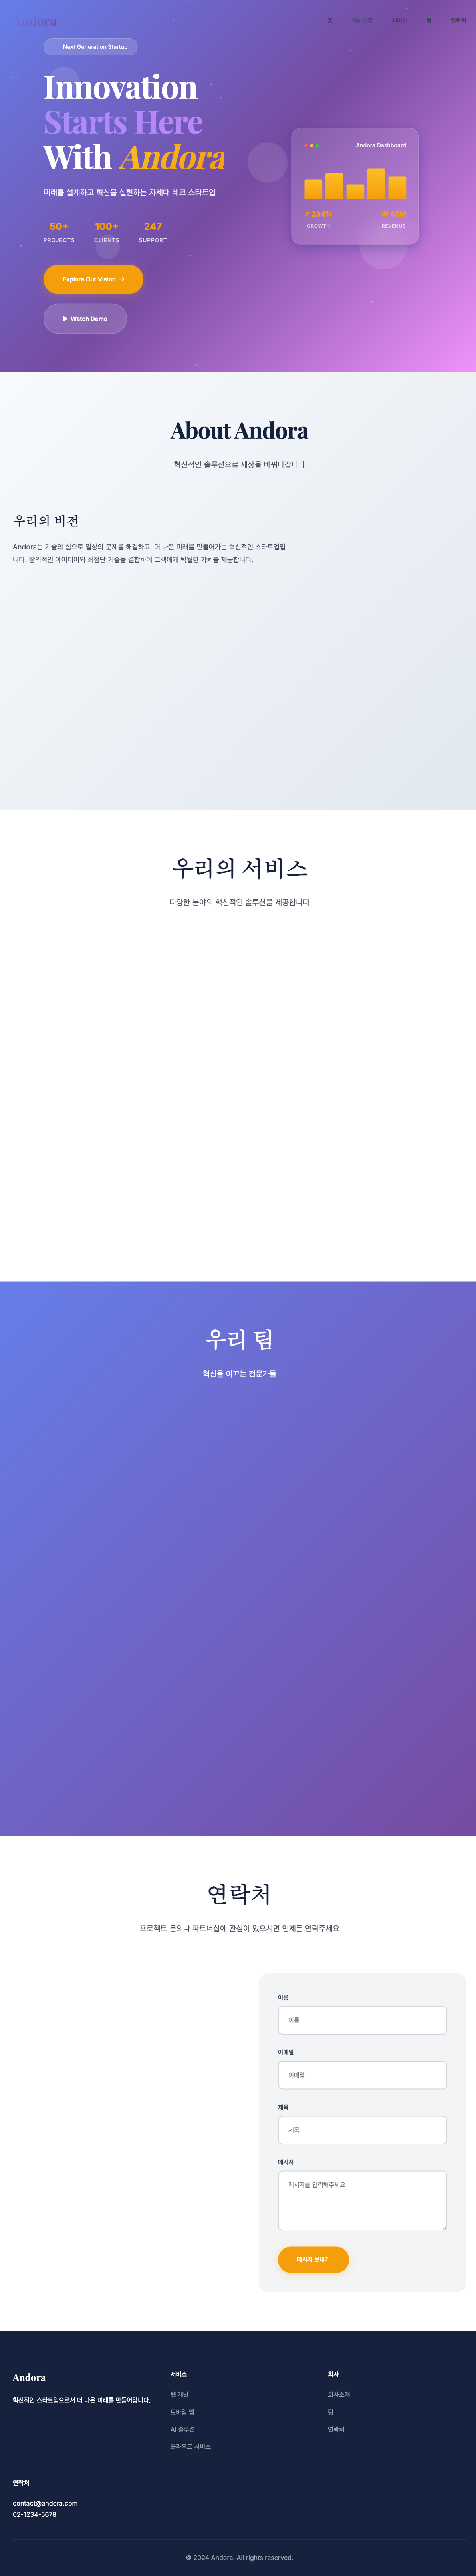 Andora
홈 회사소개 서비스 팀 연락처
Next Generation Startup
Innovation
Starts Here
With Andora
미래를 설계하고 혁신을 실현하는 차세대 테크 스타트업
50+ 100+ 247
PROJECTS CLIENTS SUPPORT
Explore Our Vision →
Watch Demo
Andora Dashboard
↗ 234%
GROWTH
REVENUE
About Andora
혁신적인 솔루션으로 세상을 바꿔나갑니다
우리의 비전
Andora는 기술의 힘으로 일상의 문제를 해결하고, 더 나은 미래를 만들어가는 혁신적인 스타트업입
니다. 창의적인 아이디어와 최첨단 기술을 결합하여 고객에게 탁월한 가치를 제공합니다.
우리의 서비스
다양한 분야의 혁신적인 솔루션을 제공합니다
우리 팀
혁신을 이끄는 전문가들
연락처
프로젝트 문의나 파트너십에 관심이 있으시면 언제든 연락주세요
이름
이름
이메일
이메일
제목
제목
메시지
메시지를 입력해주세요
메시지 보내기
Andora
혁신적인 스타트업으로서 더 나은 미래를 만들어갑니다.
서비스
웹 개발
모바일 앱
AI 솔루션
클라우드 서비스
회사
회사소개
팀
연락처
연락처
contact@andora.com
02-1234-5678
© 2024 Andora. All rights reserved.